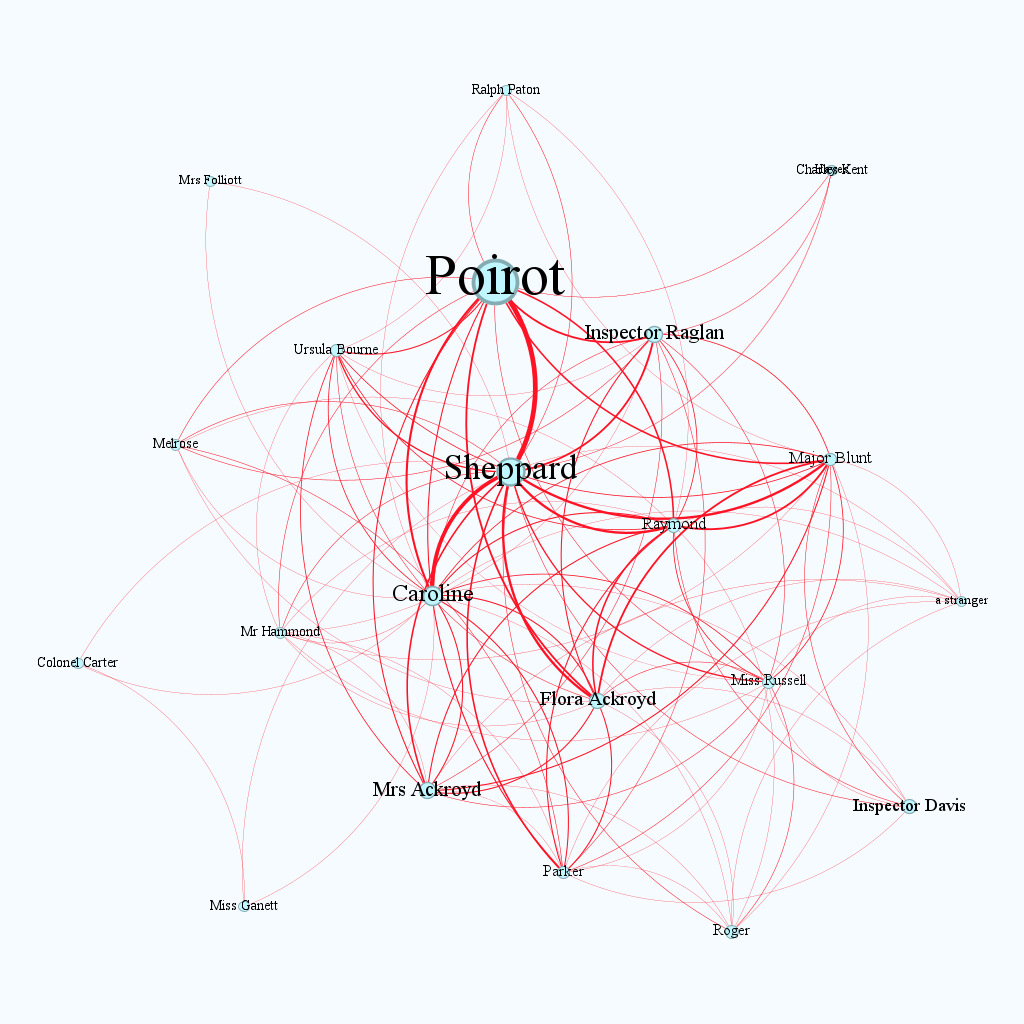 Ralph Paton
Mrs Folliott
Charles Kent
Poirot
Inspector Raglan
Ursula Bourne
Melrose
Sheppard
Major Blunt
Raymond
Caroline
a stranger
Mr Hammond
Colonel Carter
Miss Russell
Flora Ackroyd
Mrs Ackroyd
Inspector Davis
Parker
Miss Ganett
Roger